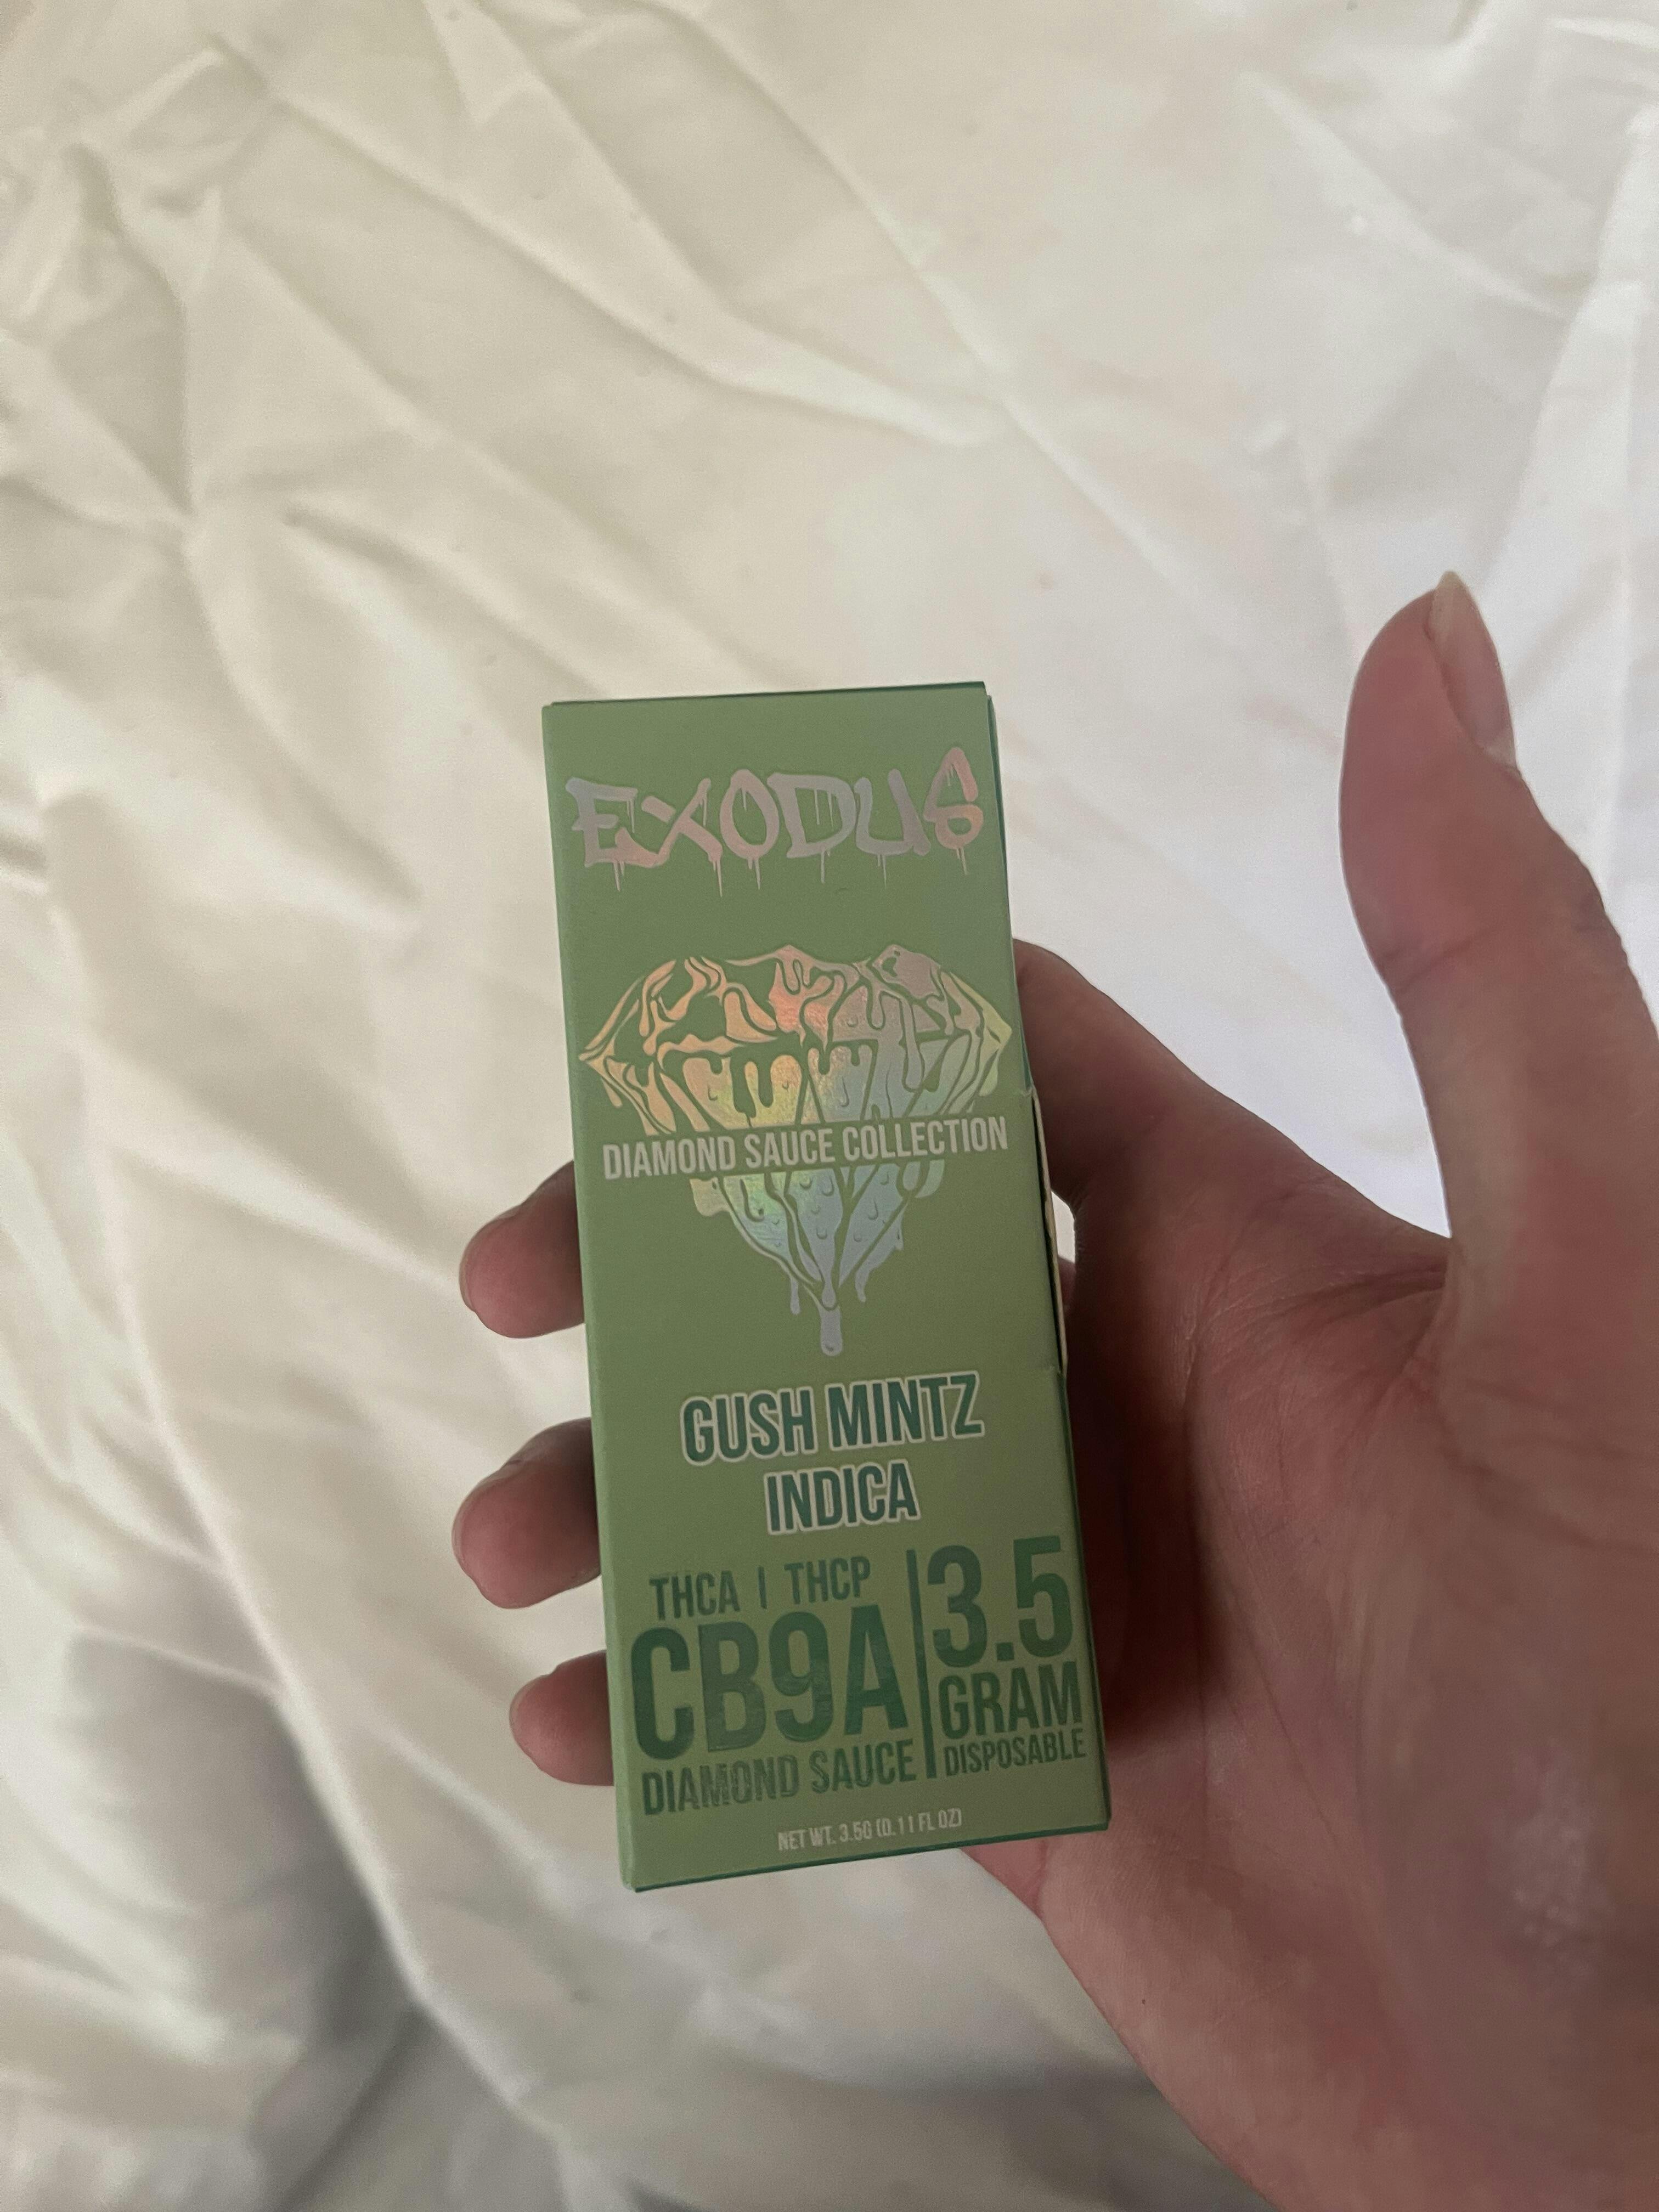 EXODUS
DIAMOND SAUCE COLLECTION
GUSH MINTZ
INDICA
THCA | THCP
CB9A
DIAMOND SAUCE
3.5
GRAM
DISPOSABLE
NET WT. 3.5G (0.11 FL OZ)